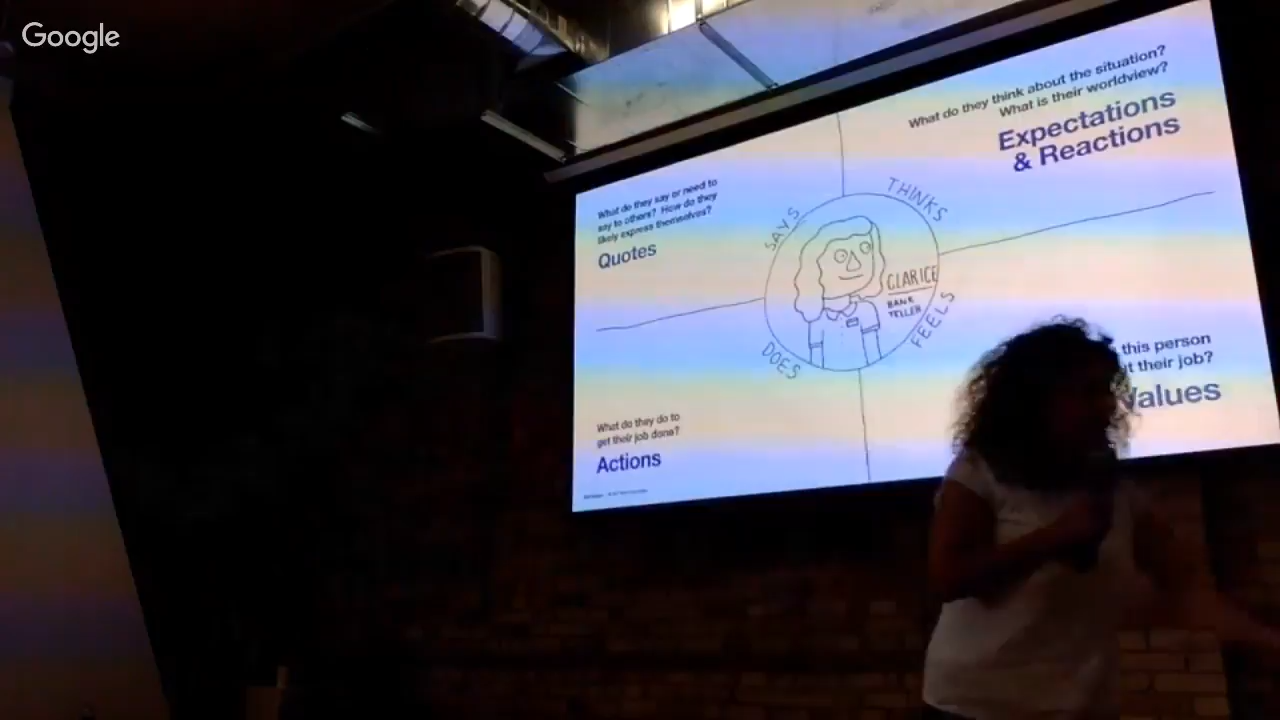 Google
What do they think about the situation?
What is their worldview?
Expectations
& Reactions
What do they say or need to
say to others? How do they
likely express themselves?
Quotes
SAYS
THINKS
CLARICE
BANK
TELLER
FEELS
DOES
this person
their job?
Values
What do they do to
get their job done?
Actions